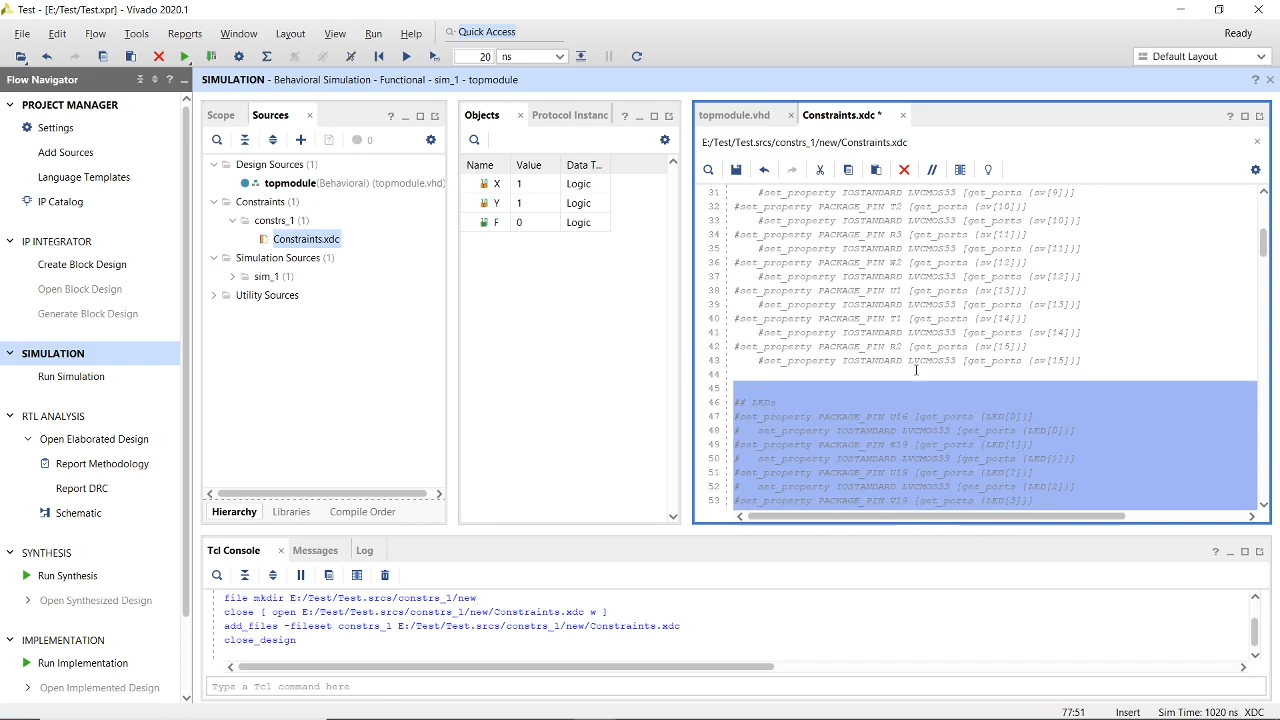 Test - [E:/Test/Test.xpr] - Vivado 2020.1
File Edit Flow Tools Reports Window Layout View Run Help Quick Access Ready
20 ns Default Layout
Flow Navigator
SIMULATION - Behavioral Simulation - Functional - sim_1 - topmodule
PROJECT MANAGER
Settings
Add Sources
Language Templates
IP Catalog
IP INTEGRATOR
Create Block Design
Open Block Design
Generate Block Design
SIMULATION
Run Simulation
RTL ANALYSIS
Open Elaborated Design
Report Methodology
Report DRC
Schematic
SYNTHESIS
Run Synthesis
Open Synthesized Design
IMPLEMENTATION
Run Implementation
Open Implemented Design
Scope Sources
0
Design Sources (1)
topmodule(Behavioral) (topmodule.vhd)
Constraints (1)
constrs_1 (1)
Constraints.xdc
Simulation Sources (1)
sim_1 (1)
Utility Sources
Hierarchy Libraries Compile Order
Objects Protocol Instanc
Name Value Data T...
X 1 Logic
Y 1 Logic
F 0 Logic
topmodule.vhd Constraints.xdc *
E:/Test/Test.srcs/constrs_1/new/Constraints.xdc
31 #set_property IOSTANDARD LVCMOS33 [get_ports {sw[9]}]
32 #set_property PACKAGE_PIN T2 [get_ports {sw[10]}]
33 #set_property IOSTANDARD LVCMOS33 [get_ports {sw[10]}]
34 #set_property PACKAGE_PIN R3 [get_ports {sw[11]}]
35 #set_property IOSTANDARD LVCMOS33 [get_ports {sw[11]}]
36 #set_property PACKAGE_PIN W2 [get_ports {sw[12]}]
37 #set_property IOSTANDARD LVCMOS33 [get_ports {sw[12]}]
38 #set_property PACKAGE_PIN U1 [get_ports {sw[13]}]
39 #set_property IOSTANDARD LVCMOS33 [get_ports {sw[13]}]
40 #set_property PACKAGE_PIN T1 [get_ports {sw[14]}]
41 #set_property IOSTANDARD LVCMOS33 [get_ports {sw[14]}]
42 #set_property PACKAGE_PIN R2 [get_ports {sw[15]}]
43 #set_property IOSTANDARD LVCMOS33 [get_ports {sw[15]}]
44
45
46 ## LEDs
47 #set_property PACKAGE_PIN U16 [get_ports {LED[0]}]
48 # set_property IOSTANDARD LVCMOS33 [get_ports {LED[0]}]
49 #set_property PACKAGE_PIN E19 [get_ports {LED[1]}]
50 # set_property IOSTANDARD LVCMOS33 [get_ports {LED[1]}]
51 #set_property PACKAGE_PIN U19 [get_ports {LED[2]}]
52 # set_property IOSTANDARD LVCMOS33 [get_ports {LED[2]}]
53 #set_property PACKAGE_PIN V19 [get_ports {LED[3]}]
Tcl Console Messages Log
file mkdir E:/Test/Test.srcs/constrs_1/new
close [ open E:/Test/Test.srcs/constrs_1/new/Constraints.xdc w ]
add_files -fileset constrs_1 E:/Test/Test.srcs/constrs_1/new/Constraints.xdc
close_design
Type a Tcl command here
77:51 Insert Sim Time: 1020 ns XDC